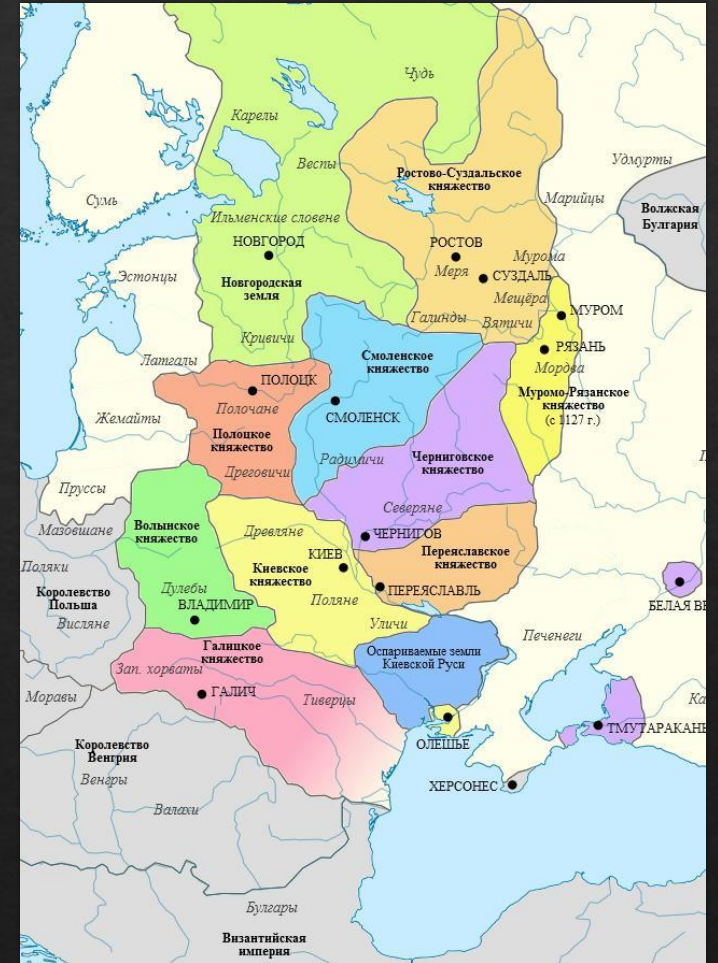 Чудь
Карелы
Веспы
Удмурты
Ростово-Суздальское
княжество
Сумь
Марийцы
Волжская
Булгария
Ильменские словене
НОВГОРОД
РОСТОВ
Мурома
Меря
СУЗДАЛЬ
Эстонцы
Новгородская
земля
Мещёра
МУРОМ
Галинды
Вятичи
Кривичи
РЯЗАНЬ
Латгалы
Смоленское
княжество
Мордва
ПОЛОЦК
Муромо-Рязанское
княжество
(с 1127 г.)
Полочане
СМОЛЕНСК
Жемайты
Полоцкое
княжество
Радимичи
Черниговское
княжество
Дреговичи
Пруссы
Северяне
Мазовшане
Волынское
княжество
Древляне
ЧЕРНИГОВ
КИЕВ
Переяславское
княжество
Поляки
Киевское
княжество
Королевство
Польша
Дулебы
ПЕРЕЯСЛАВЛЬ
Поляне
ВЛАДИМИР
БЕЛАЯ ВЕ
Висляне
Уличи
Печенеги
Галицкое
княжество
Оспариваемые земли
Киевской Руси
Зап. хорваты
Моравы
ГАЛИЧ
Тиверцы
Ка
ТМУТАРАКАНЬ
Королевство
Венгрия
ОЛЕШЬЕ
Венгры
ХЕРСОНЕС
Валахи
Булгары
Византийская
империя